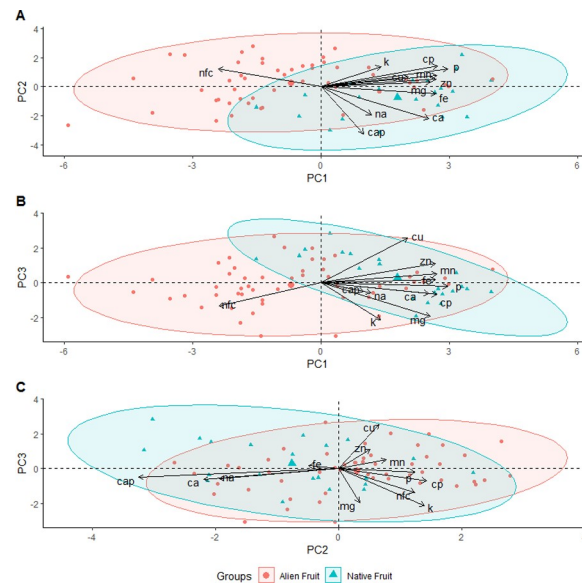 A
4
2
0
-2
-4
PC2
nfc
k
cp
cu
mn
p
zn
mg
fe
na
ca
cap
-6
-3
0
3
6
PC1
B
4
2
0
-2
PC3
cu
zn
mn
fe
p
cap
na
ca
cp
nfc
k
mg
-6
-3
0
3
6
PC1
C
4
2
0
-2
PC3
cu
zn
mn
fe
cap
ca
na
p
cp
mg
nfc
k
-4
-2
0
2
PC2
Groups Alien Fruit Native Fruit